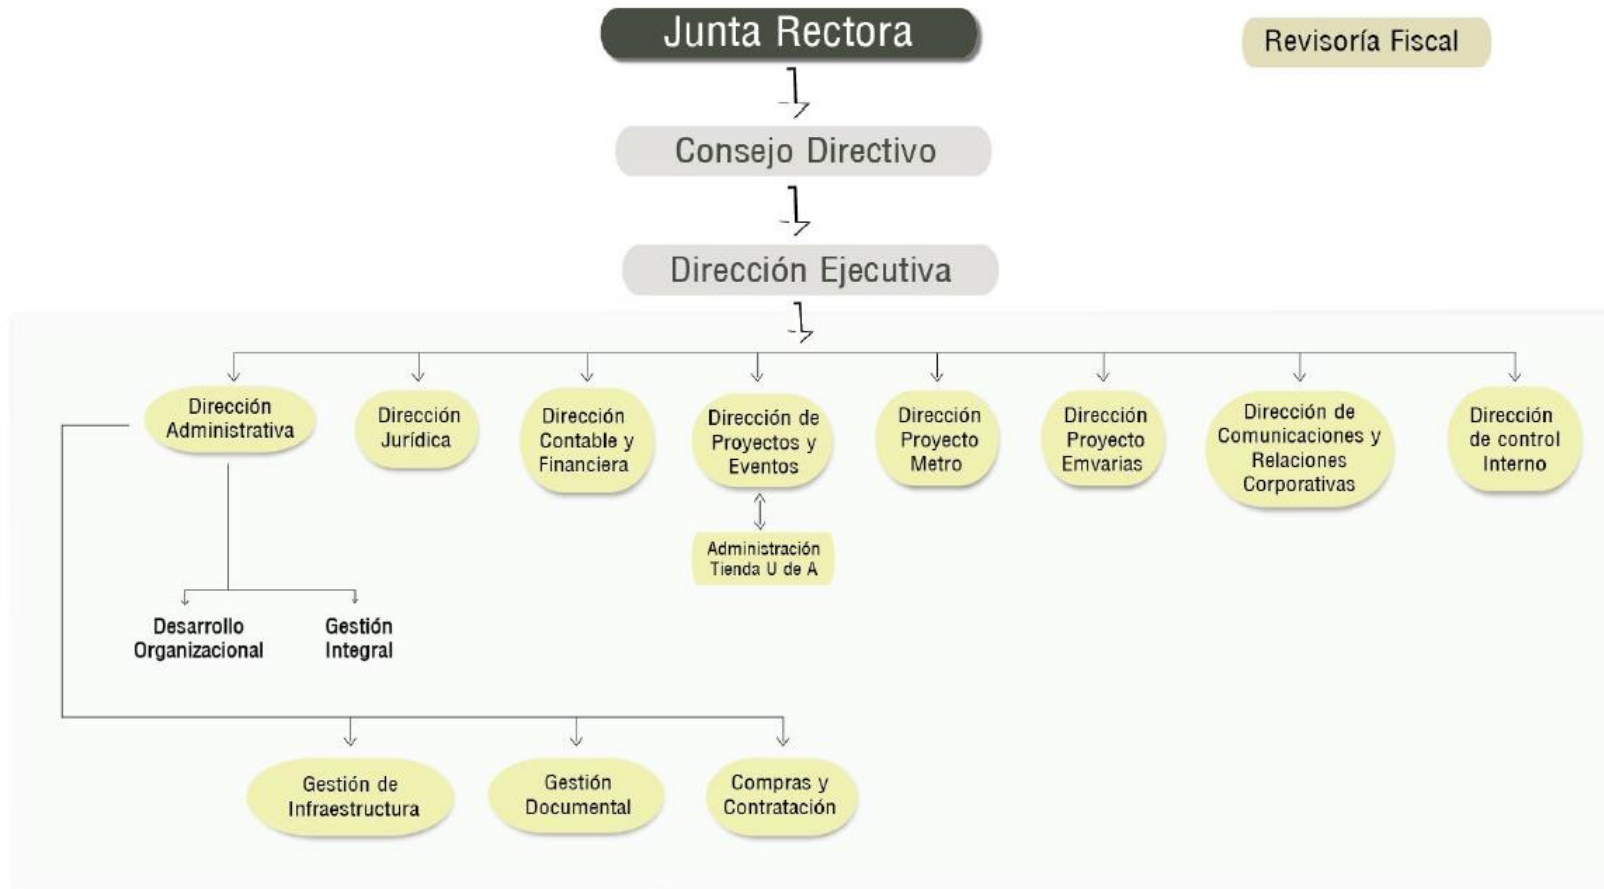 Junta Rectora
Revisoría Fiscal
Consejo Directivo
Dirección Ejecutiva
Dirección
Administrativa
Dirección
Jurídica
Dirección
Contable y
Financiera
Dirección de
Proyectos y
Eventos
Dirección
Proyecto
Metro
Dirección
Proyecto
Emvarias
Dirección de
Comunicaciones y
Relaciones
Corporativas
Dirección
de control
Interno
Administración
Tienda U de A
Desarrollo
Organizacional
Gestión
Integral
Gestión de
Infraestructura
Gestión
Documental
Compras y
Contratación